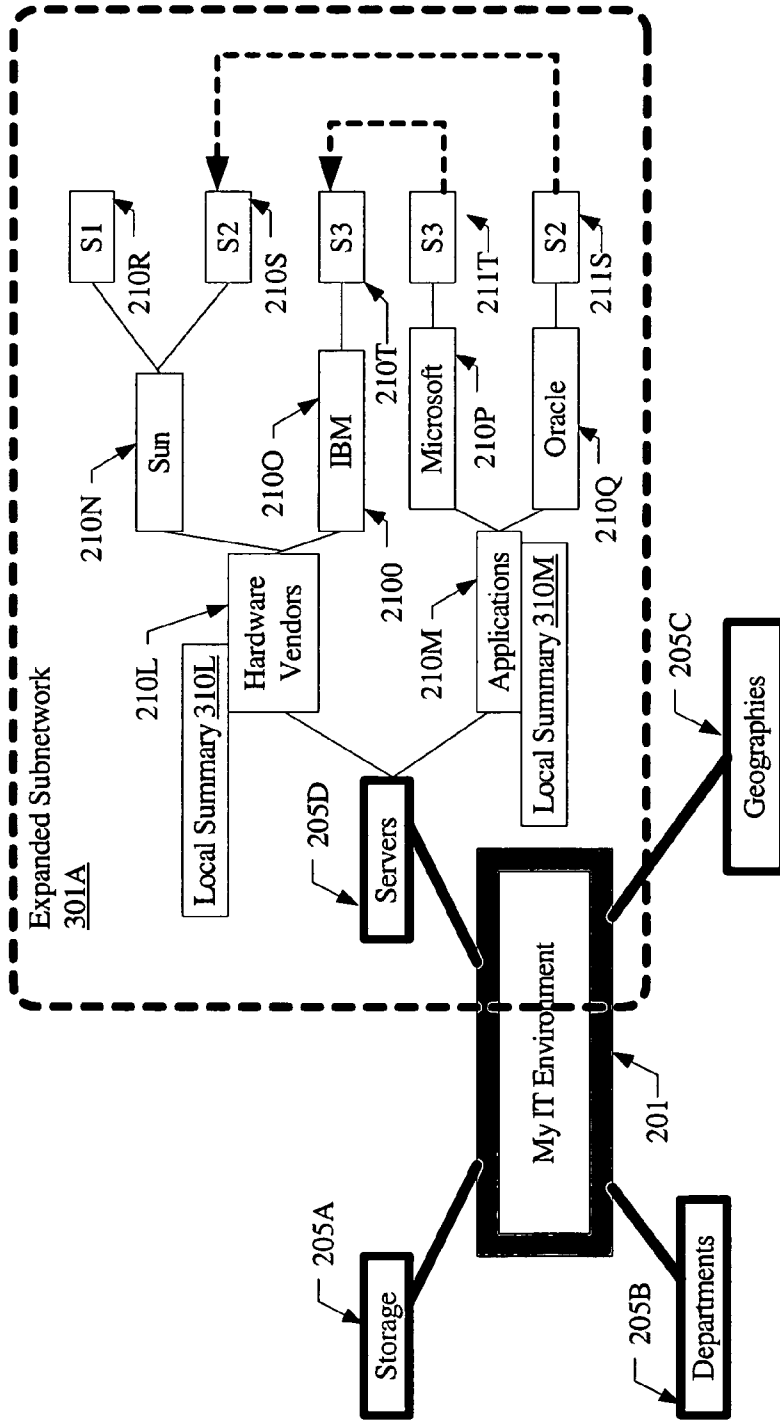 Expanded Subnetwork
301A
Local Summary 310L
210L
Hardware
Vendors
210N
Sun
S1
210R
S2
210S
210O
IBM
2100
S3
210T
210M
Applications
Local Summary 310M
Microsoft
210P
S3
211T
Oracle
210Q
S2
211S
Servers
205D
Storage
205A
My IT Environment
201
Departments
205B
Geographies
205C